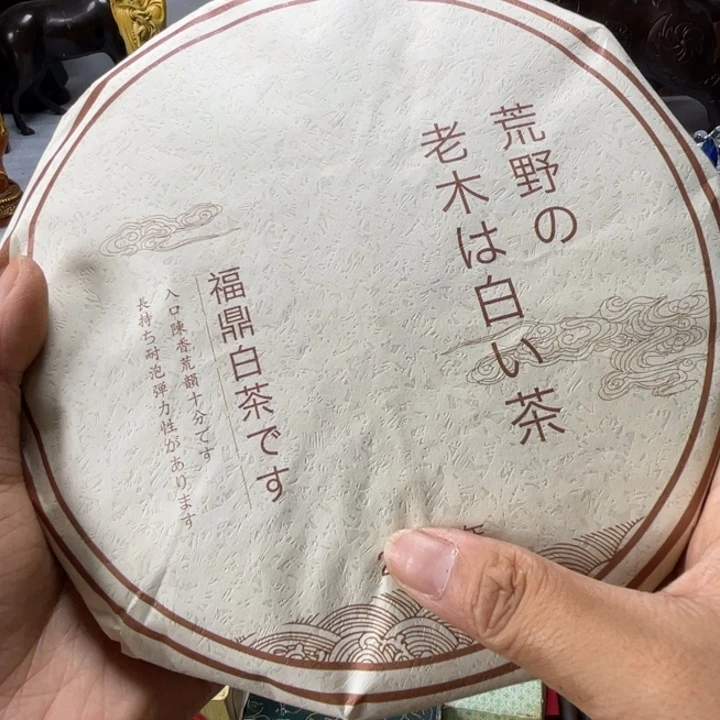 荒野の
老木は白い茶
福鼎白茶です
入口陳香荒韻十分です
長持ち耐泡弾力性があります